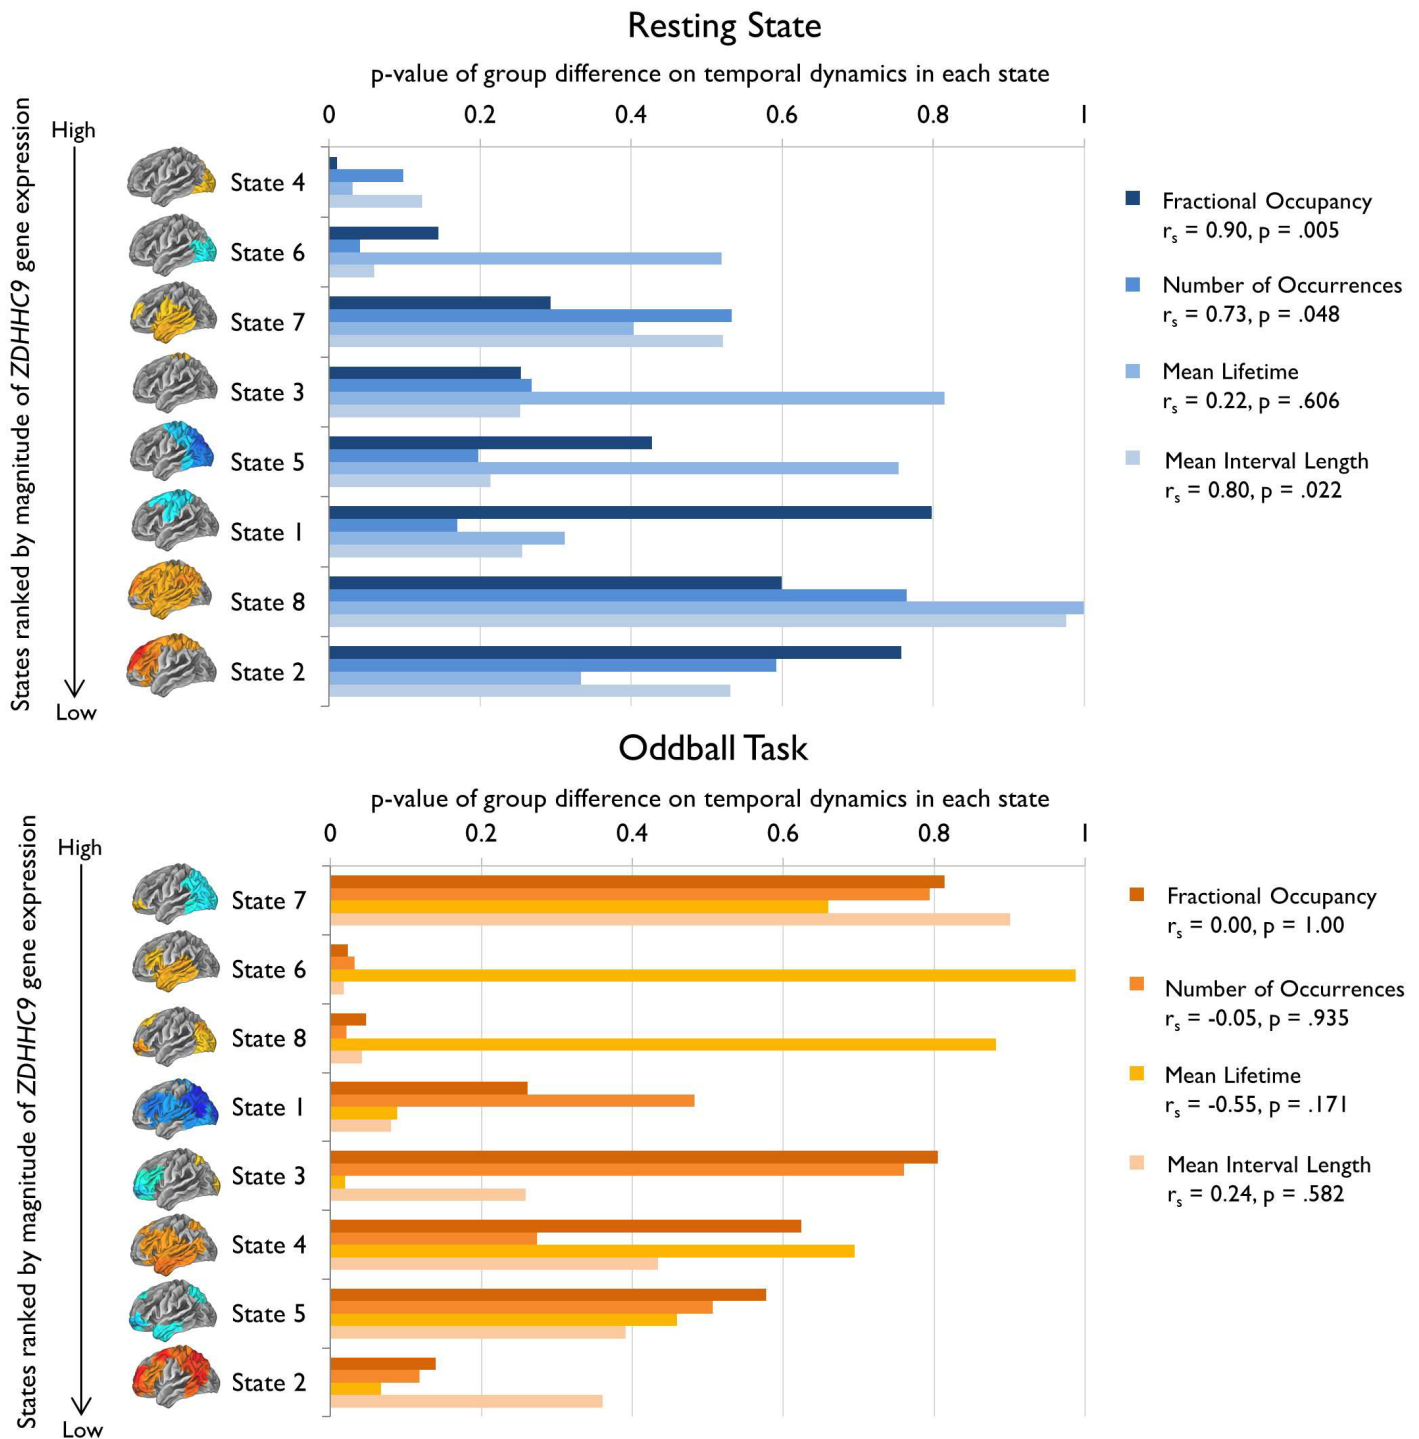 Resting State
p-value of group difference on temporal dynamics in each state
0 0.2 0.4 0.6 0.8 1
States ranked by magnitude of ZDHHC9 gene expression
High
Low
State 4
State 6
State 7
State 3
State 5
State 1
State 8
State 2
Fractional Occupancy
rs = 0.90, p = .005
Number of Occurrences
rs = 0.73, p = .048
Mean Lifetime
rs = 0.22, p = .606
Mean Interval Length
rs = 0.80, p = .022
Oddball Task
p-value of group difference on temporal dynamics in each state
0 0.2 0.4 0.6 0.8 1
States ranked by magnitude of ZDHHC9 gene expression
High
Low
State 7
State 6
State 8
State 1
State 3
State 4
State 5
State 2
Fractional Occupancy
rs = 0.00, p = 1.00
Number of Occurrences
rs = -0.05, p = .935
Mean Lifetime
rs = -0.55, p = .171
Mean Interval Length
rs = 0.24, p = .582